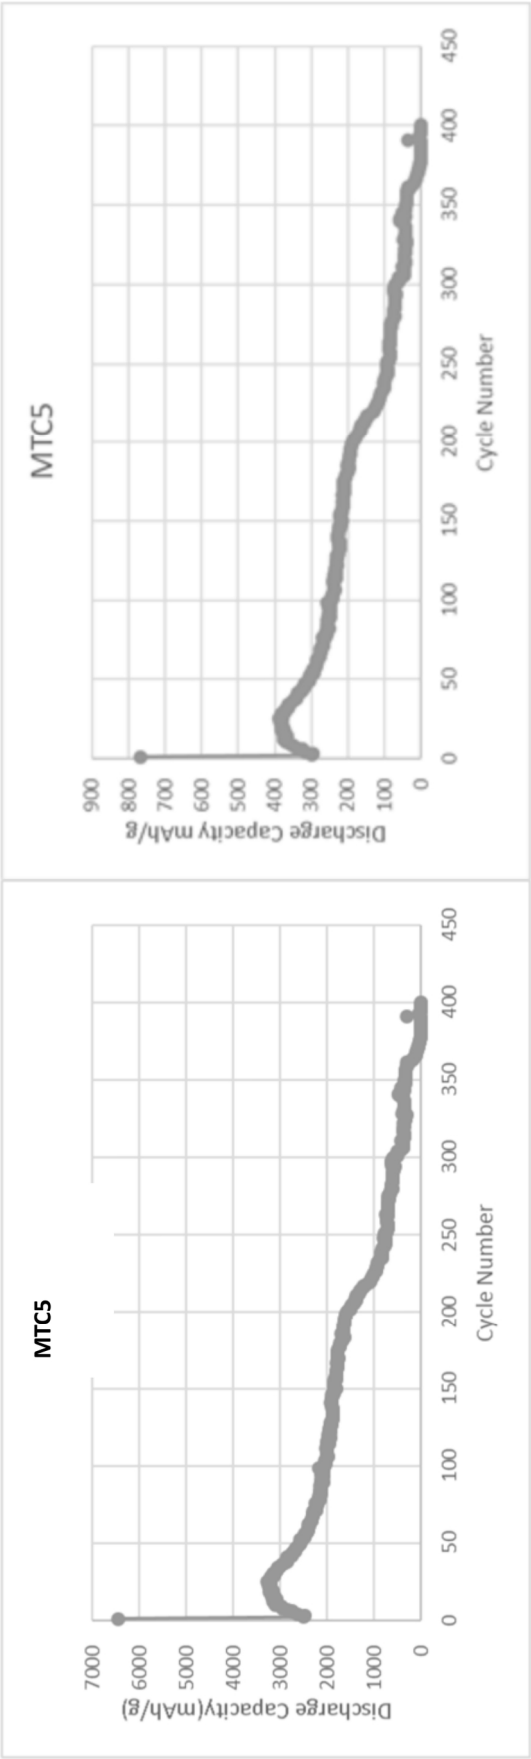 MTC5
Discharge Capacity(mAh/g)
7000
6000
5000
4000
3000
2000
1000
0
0 50 100 150 200 250 300 350 400 450
Cycle Number
MTC5
Discharge Capacity mAh/g
900
800
700
600
500
400
300
200
100
0
0 50 100 150 200 250 300 350 400 450
Cycle Number